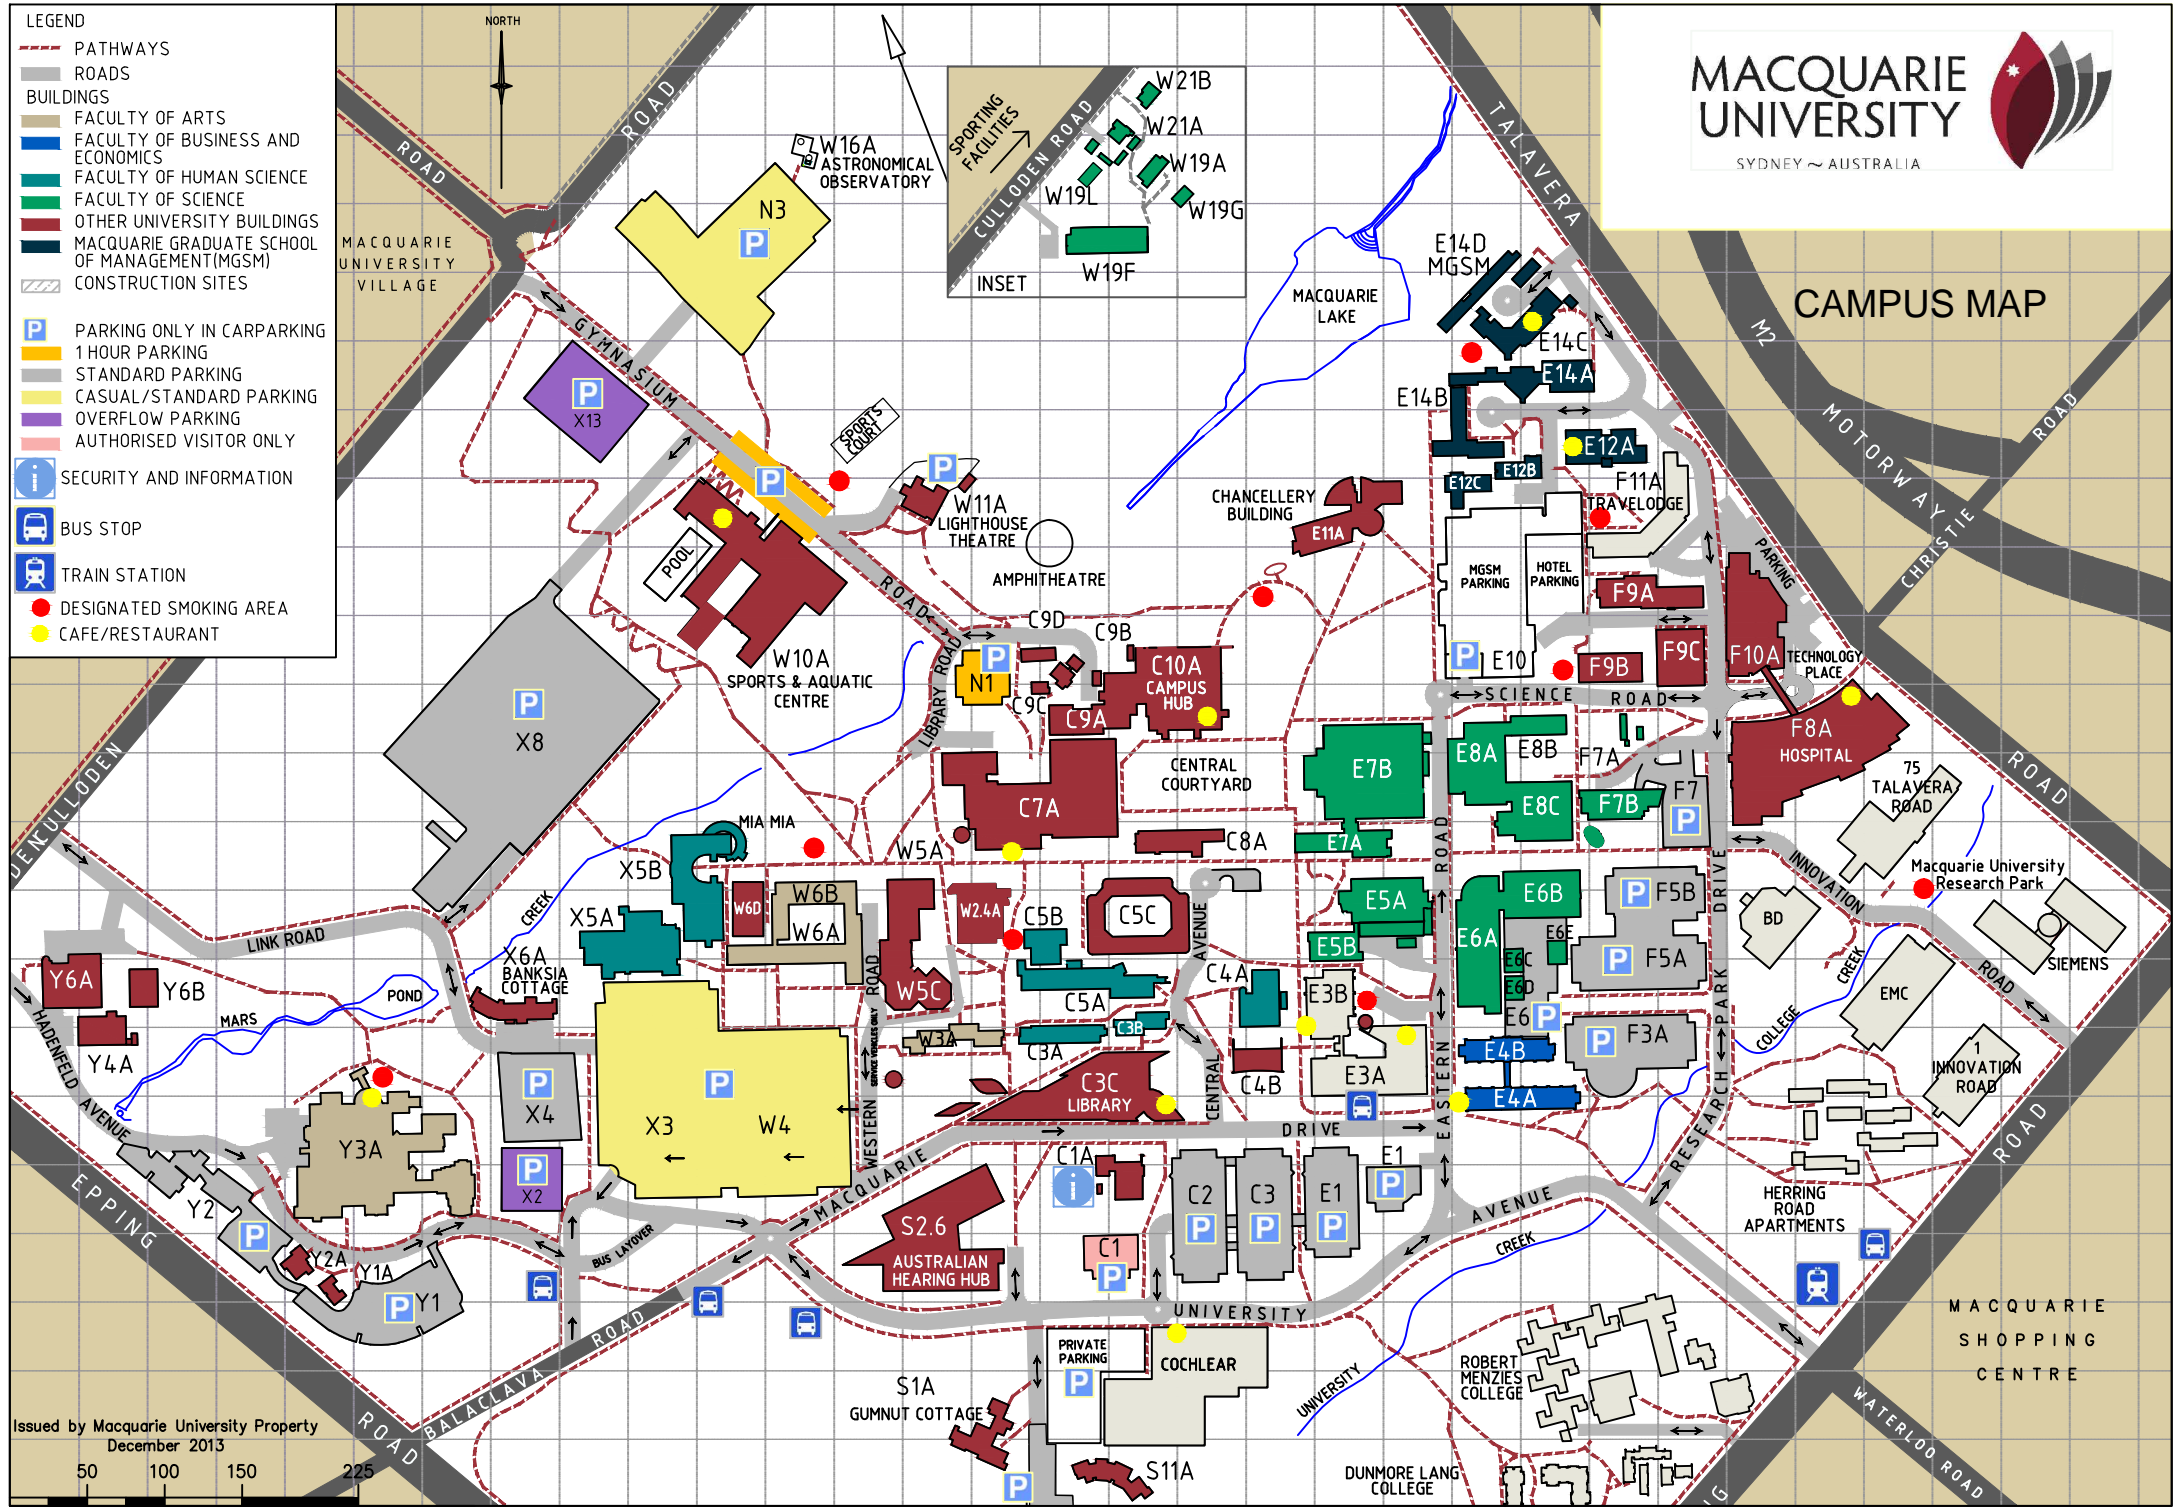 LEGEND
PATHWAYS
ROADS
BUILDINGS
FACULTY OF ARTS
FACULTY OF BUSINESS AND
ECONOMICS
FACULTY OF HUMAN SCIENCE
FACULTY OF SCIENCE
OTHER UNIVERSITY BUILDINGS
MACQUARIE GRADUATE SCHOOL
OF MANAGEMENT(MGSM)
CONSTRUCTION SITES
P PARKING ONLY IN CARPARKING
1 HOUR PARKING
STANDARD PARKING
CASUAL/STANDARD PARKING
OVERFLOW PARKING
AUTHORISED VISITOR ONLY
i SECURITY AND INFORMATION
BUS STOP
TRAIN STATION
DESIGNATED SMOKING AREA
CAFE/RESTAURANT
NORTH
MACQUARIE
UNIVERSITY
SYDNEY ~ AUSTRALIA
CAMPUS MAP
ROAD
ROAD
MACQUARIE
UNIVERSITY
VILLAGE
W16A
ASTRONOMICAL
OBSERVATORY
N3
P
SPORTING
FACILITIES
CULLODEN ROAD
W21B
W21A
W19A
W19L
W19G
W19F
INSET
TALAVERA
ROAD
M2
MOTORWAY
CHRISTIE
ROAD
MACQUARIE
LAKE
E14D
MGSM
E14C
E14A
E14B
E12A
E12B
E12C
F11A
TRAVELODGE
GYMNASIUM
ROAD
P
X13
SPORTS
COURT
P
P
W11A
LIGHTHOUSE
THEATRE
AMPHITHEATRE
CHANCELLERY
BUILDING
E11A
MGSM
PARKING
HOTEL
PARKING
PARKING
F9A
F9B
F9C
F10A
TECHNOLOGY
PLACE
P
E10
POOL
W10A
SPORTS & AQUATIC
CENTRE
LIBRARY ROAD
P
N1
C9D
C9B
C9C
C9A
C10A
CAMPUS
HUB
SCIENCE
ROAD
P
X8
CENTRAL
COURTYARD
E7B
E8A
E8B
E8C
F7A
F7B
F7
P
F8A
HOSPITAL
75
TALAVERA
ROAD
CULLODEN
C7A
C8A
E7A
MIA MIA
X5B
W5A
X5A
W6D
W6B
W6A
W2.4A
C5B
C5C
AVENUE
E5A
E5B
E6A
E6B
E6C
E6D
E6E
E6
P
P
F5B
P
F5A
P
F3A
DRIVE
PARK
RESEARCH
INNOVATION
ROAD
Macquarie University
Research Park
BD
SIEMENS
EMC
1
INNOVATION
ROAD
COLLEGE
CREEK
LINK ROAD
CREEK
X6A
BANKSIA
COTTAGE
Y6A
Y6B
Y4A
MARS
POND
HADENFELD
AVENUE
W5C
C5A
C4A
C3B
C3A
W3A
E3B
E3A
C4B
C3C
LIBRARY
CENTRAL
EASTERN
ROAD
E4B
E4A
P
X4
P
X3
W4
WESTERN
ROAD
SERVICE VEHICLES ONLY
Y3A
P
X2
MACQUARIE
DRIVE
C1A
i
C2
P
C3
P
E1
P
E1
P
AVENUE
HERRING
ROAD
APARTMENTS
ROAD
EPPING
ROAD
Y2
P
Y2A
Y1A
P
Y1
BUS LAYOVER
S2.6
AUSTRALIAN
HEARING HUB
C1
P
UNIVERSITY
CREEK
UNIVERSITY
BALACLAVA
ROAD
PRIVATE
PARKING
P
COCHLEAR
S1A
GUMNUT COTTAGE
P
S11A
ROBERT
MENZIES
COLLEGE
DUNMORE LANG
COLLEGE
MACQUARIE
SHOPPING
CENTRE
WATERLOO ROAD
Issued by Macquarie University Property
December 2013
50 100 150 225